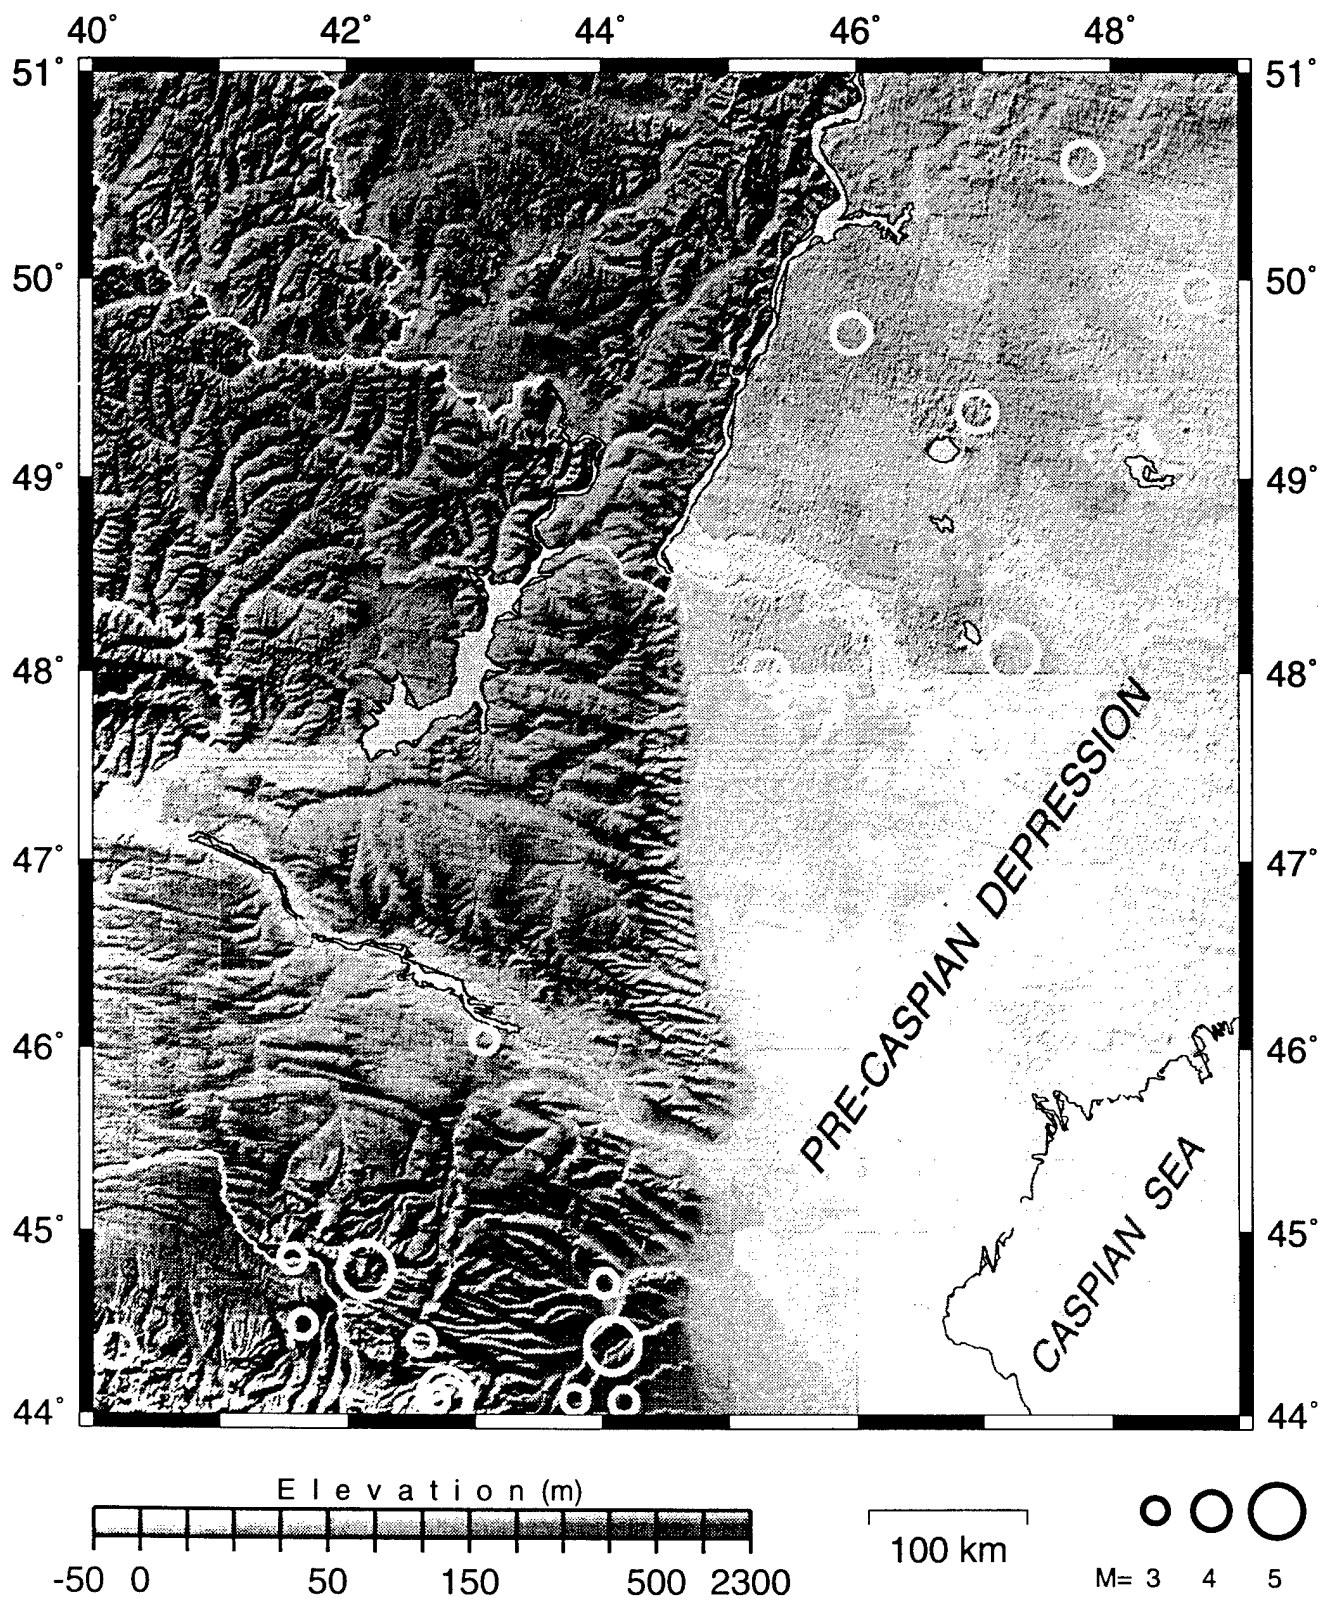 40° 42° 44° 46° 48°
51° 51°
50° 50°
49° 49°
48° 48°
PRE-CASPIAN DEPRESSION
47° 47°
46° 46°
CASPIAN SEA
45° 45°
44° 44°
Elevation (m)
-50 0 50 150 500 2300
100 km
M= 3 4 5